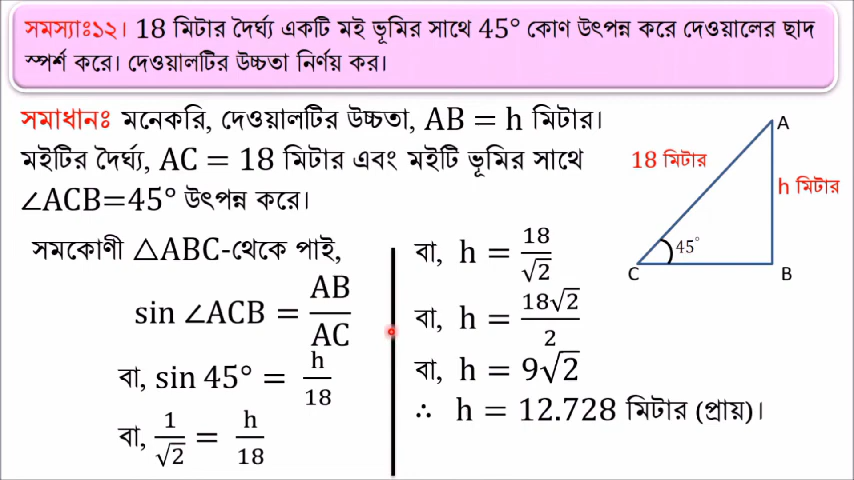 সমস্যাঃ১২। 18 মিটার দৈর্ঘ্য একটি মই ভূমির সাথে 45° কোণ উৎপন্ন করে দেওয়ালের ছাদ
স্পর্শ করে। দেওয়ালটির উচ্চতা নির্ণয় কর।
সমাধানঃ মনেকরি, দেওয়ালটির উচ্চতা, AB = h মিটার।
মইটির দৈর্ঘ্য, AC = 18 মিটার এবং মইটি ভূমির সাথে
∠ACB=45° উৎপন্ন করে।
সমকোণী △ABC-থেকে পাই,
sin ∠ACB = AB/AC
বা, sin 45° = h/18
বা, 1/√2 = h/18
বা, h = 18/√2
বা, h = 18√2/2
বা, h = 9√2
∴ h = 12.728 মিটার (প্রায়)।
A
18 মিটার
h মিটার
45°
C
B